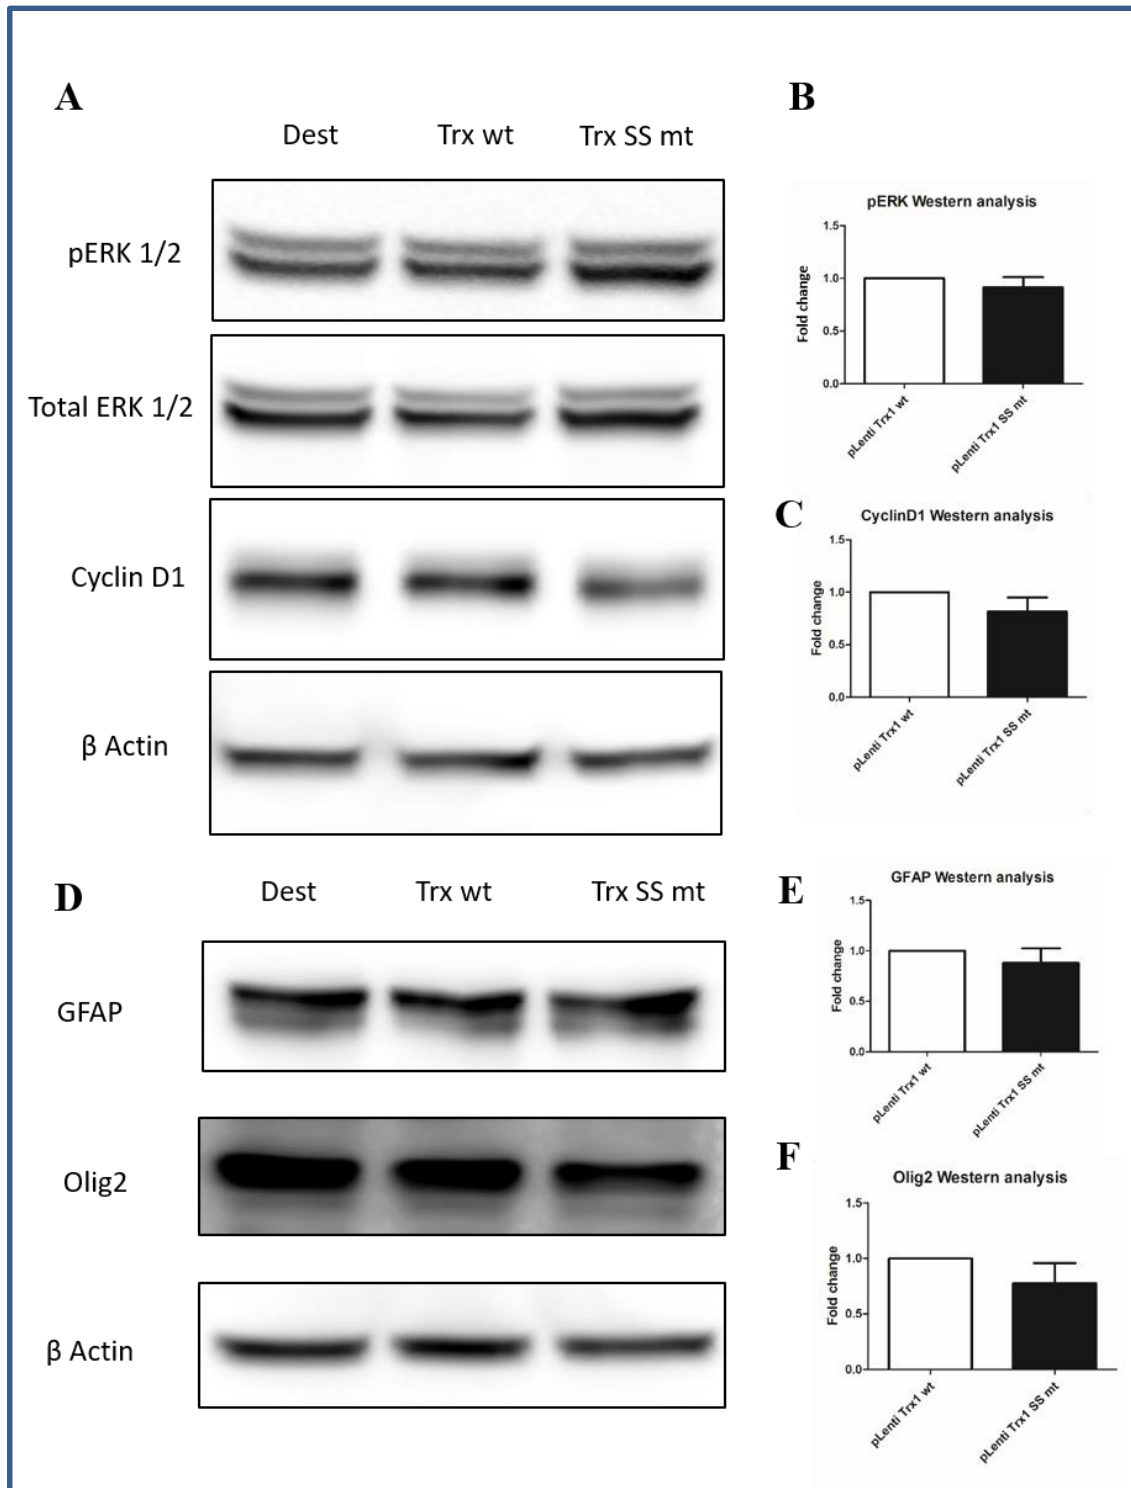 A
Dest Trx wt Trx SS mt
pERK 1/2
Total ERK 1/2
Cyclin D1
β Actin
B
pERK Western analysis
Fold change
1.5
1.0
0.5
0.0
pLenti Trx1 wt
pLenti Trx1 SS mt
C
CyclinD1 Western analysis
Fold change
1.5
1.0
0.5
0.0
pLenti Trx1 wt
pLenti Trx1 SS mt
D
Dest Trx wt Trx SS mt
GFAP
Olig2
β Actin
E
GFAP Western analysis
Fold change
1.5
1.0
0.5
0.0
pLenti Trx1 wt
pLenti Trx1 SS mt
F
Olig2 Western analysis
Fold change
1.5
1.0
0.5
0.0
pLenti Trx1 wt
pLenti Trx1 SS mt